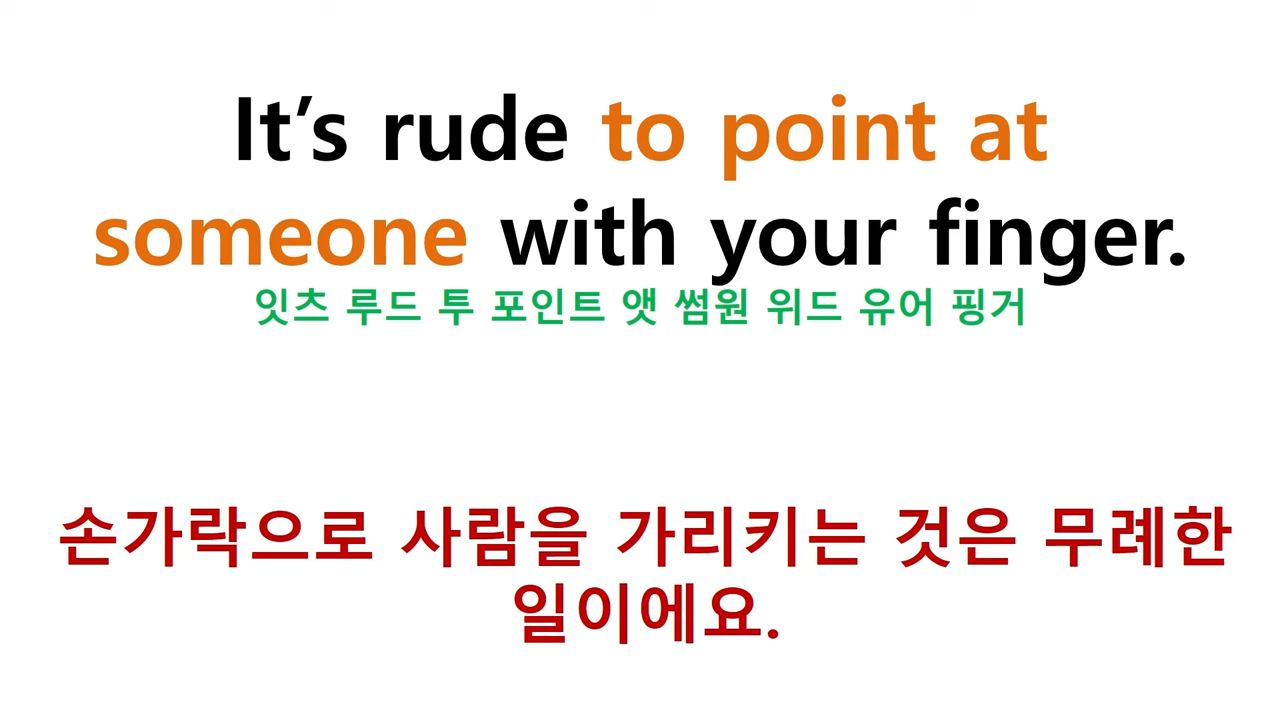 It’s rude to point at
someone with your finger.
잇츠 루드 투 포인트 앳 썸원 위드 유어 핑거
손가락으로 사람을 가리키는 것은 무례한
일이에요.